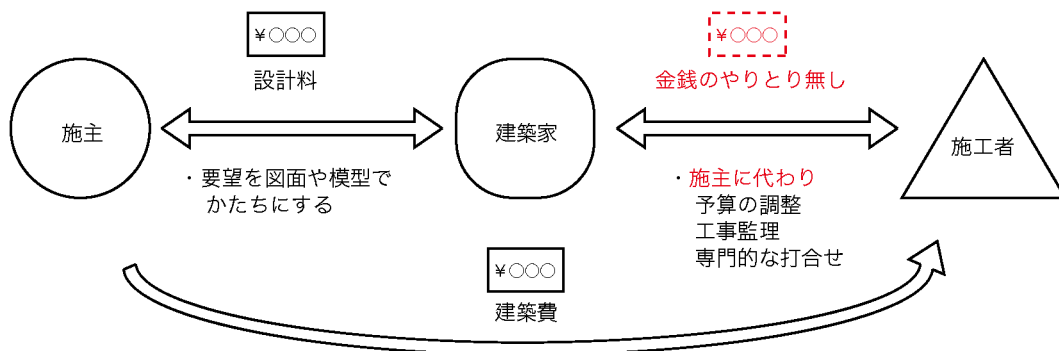 ¥○○○
設計料
¥○○○
金銭のやりとり無し
施主
建築家
施工者
・要望を図面や模型で
かたちにする
・施主に代わり
予算の調整
工事監理
専門的な打合せ
¥○○○
建築費